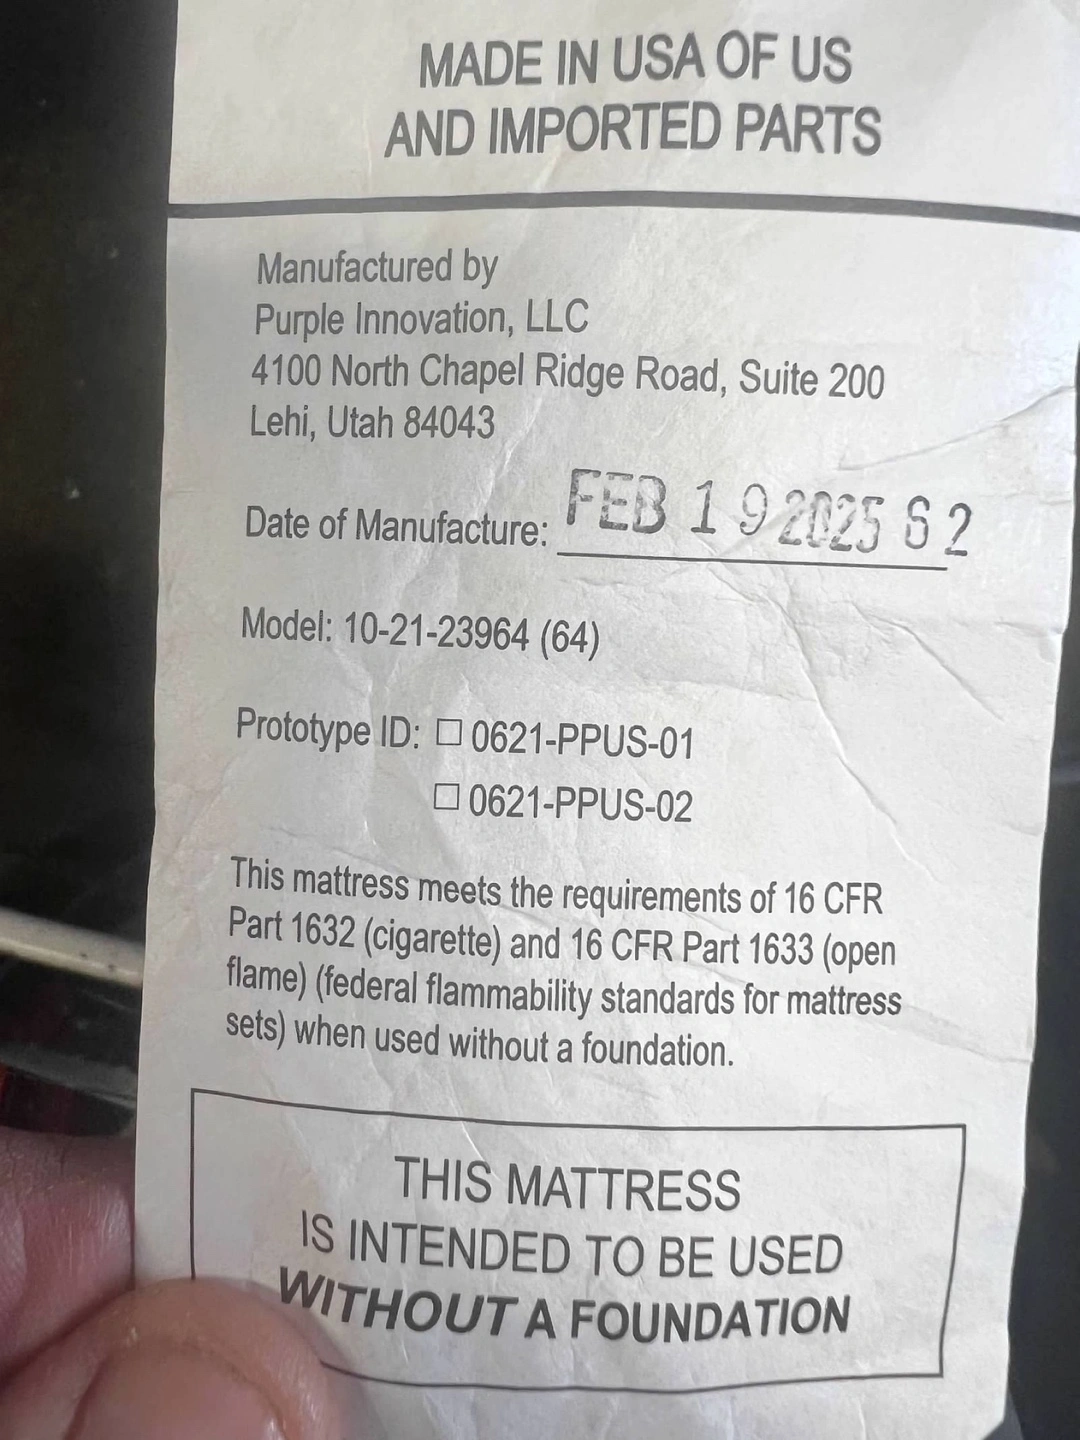 MADE IN USA OF US
AND IMPORTED PARTS
Manufactured by
Purple Innovation, LLC
4100 North Chapel Ridge Road, Suite 200
Lehi, Utah 84043
Date of Manufacture: FEB 19 2025 S2
Model: 10-21-23964 (64)
Prototype ID: ☐ 0621-PPUS-01
☐ 0621-PPUS-02
This mattress meets the requirements of 16 CFR
Part 1632 (cigarette) and 16 CFR Part 1633 (open
flame) (federal flammability standards for mattress
sets) when used without a foundation.
THIS MATTRESS
IS INTENDED TO BE USED
WITHOUT A FOUNDATION